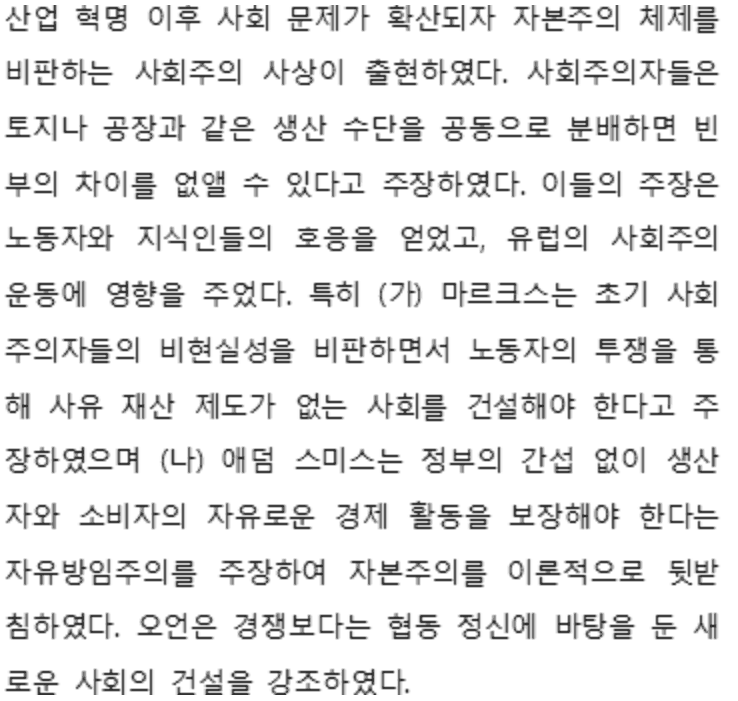 산업 혁명 이후 사회 문제가 확산되자 자본주의 체제를
비판하는 사회주의 사상이 출현하였다. 사회주의자들은
토지나 공장과 같은 생산 수단을 공동으로 분배하면 빈
부의 차이를 없앨 수 있다고 주장하였다. 이들의 주장은
노동자와 지식인들의 호응을 얻었고, 유럽의 사회주의
운동에 영향을 주었다. 특히 (가) 마르크스는 초기 사회
주의자들의 비현실성을 비판하면서 노동자의 투쟁을 통
해 사유 재산 제도가 없는 사회를 건설해야 한다고 주
장하였으며 (나) 애덤 스미스는 정부의 간섭 없이 생산
자와 소비자의 자유로운 경제 활동을 보장해야 한다는
자유방임주의를 주장하여 자본주의를 이론적으로 뒷받
침하였다. 오언은 경쟁보다는 협동 정신에 바탕을 둔 새
로운 사회의 건설을 강조하였다.